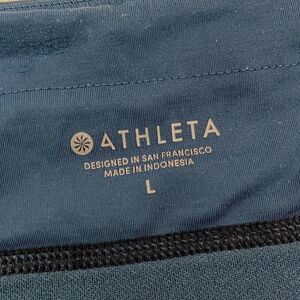 ATHLETA
DESIGNED IN SAN FRANCISCO
MADE IN INDONESIA
L